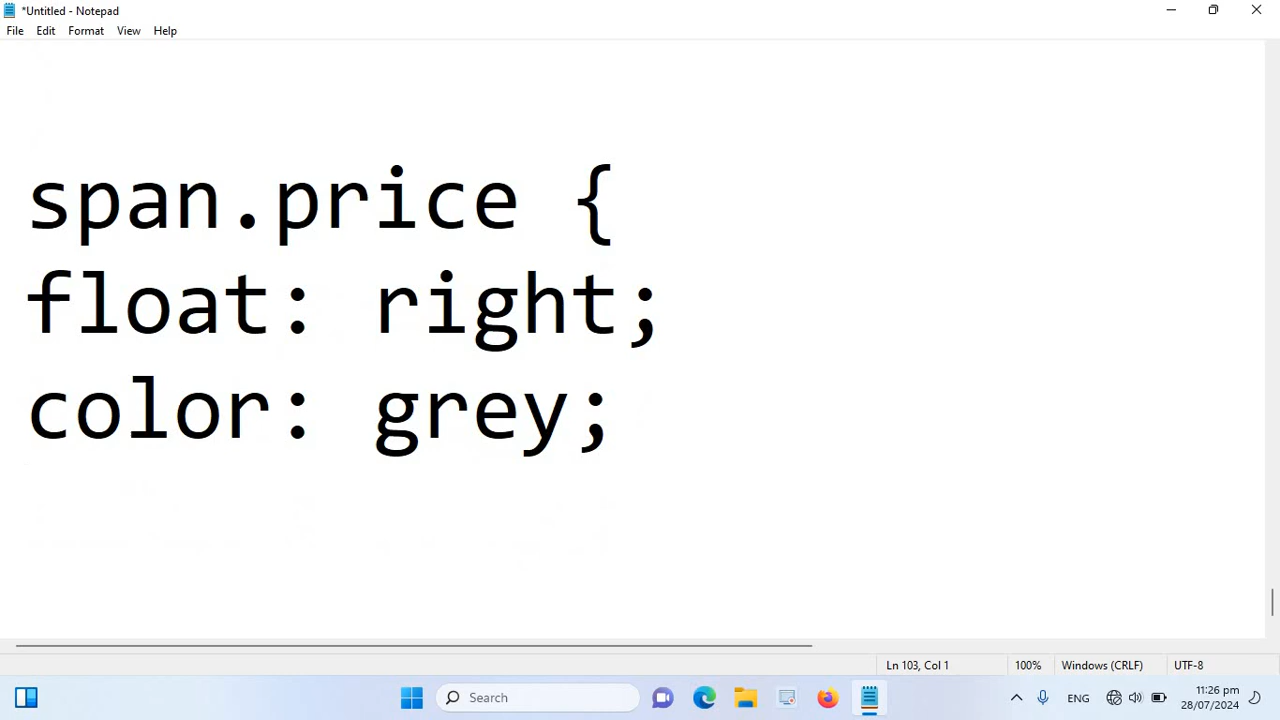 *Untitled - Notepad
File Edit Format View Help
span.price {
float: right;
color: grey;
Ln 103, Col 1 100% Windows (CRLF) UTF-8
Search ENG 11:26 pm
28/07/2024